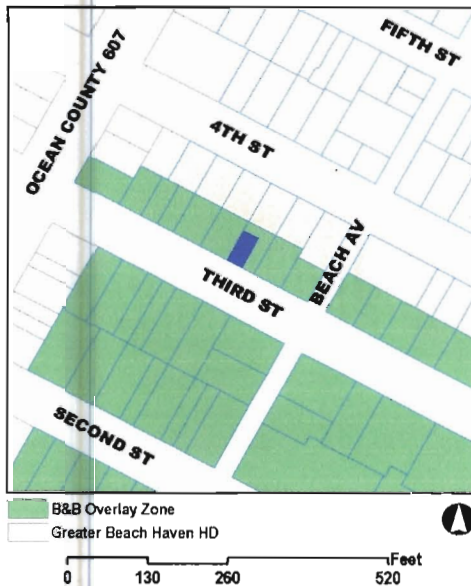 FIFTH ST
OCEAN COUNTY 607
4TH ST
BEACH AV
THIRD ST
SECOND ST
B&B Overlay Zone
Greater Beach Haven HD
Feet
0 130 260 520